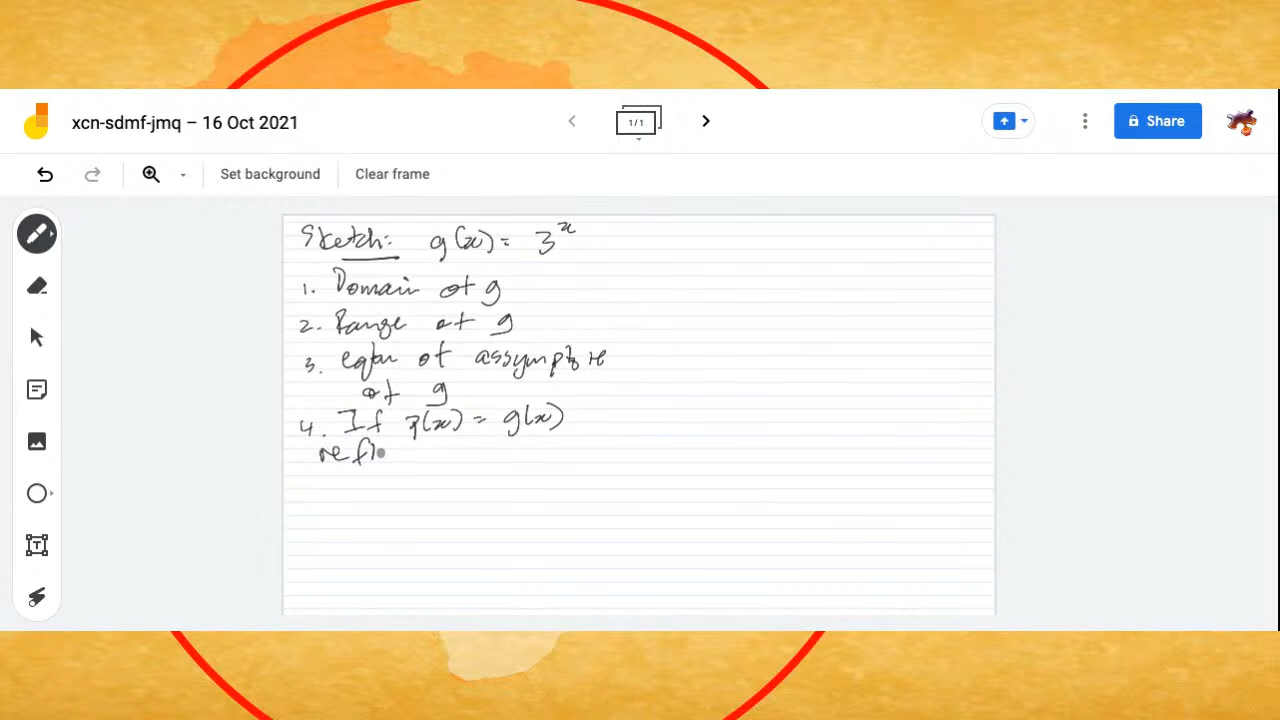 xcn-sdmf-jmq – 16 Oct 2021
1/1
Share
Set background
Clear frame
Sketch: g(x) = 3^x
1. Domain of g
2. Range of g
3. eqtn of assymptote
of g
4. If p(x) = g(x)
refl